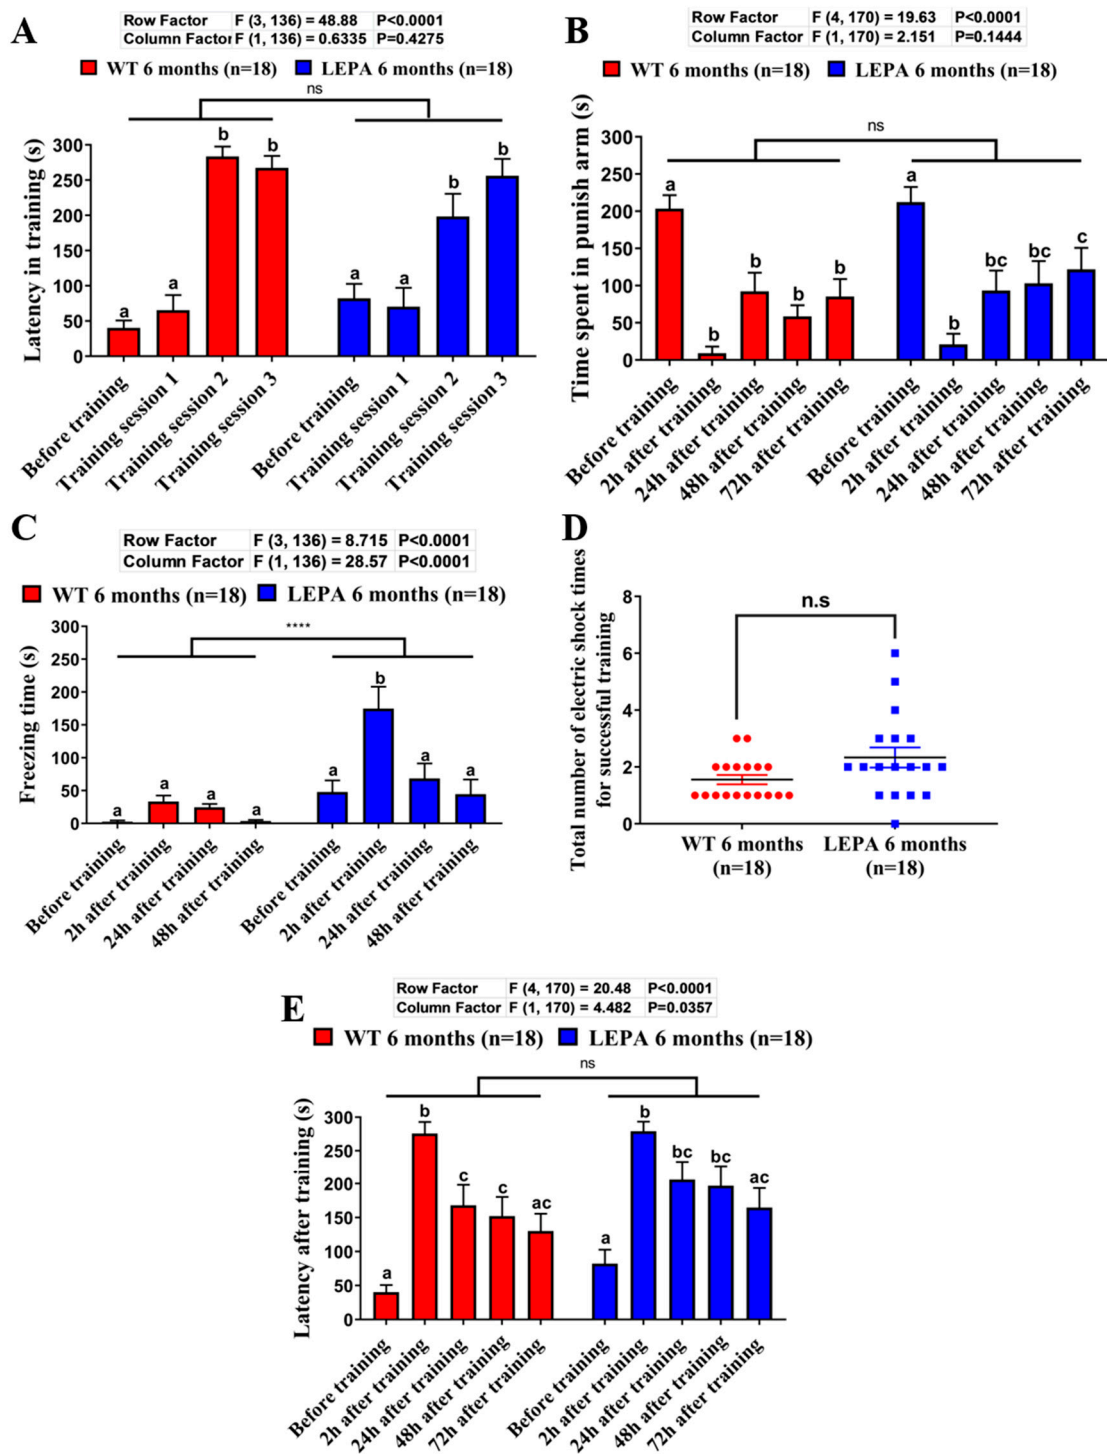 A
Row Factor F (3, 136) = 48.88 P<0.0001
Column Factor F (1, 136) = 0.6335 P=0.4275
WT 6 months (n=18) LEPA 6 months (n=18)
ns
Latency in training (s)
300
250
200
150
100
50
0
a a b b a a b b
Before training
Training session 1
Training session 2
Training session 3
Before training
Training session 1
Training session 2
Training session 3
B
Row Factor F (4, 170) = 19.63 P<0.0001
Column Factor F (1, 170) = 2.151 P=0.1444
WT 6 months (n=18) LEPA 6 months (n=18)
ns
Time spent in punish arm (s)
300
250
200
150
100
50
0
a b b b b a b bc bc c
Before training
2h after training
24h after training
48h after training
72h after training
Before training
2h after training
24h after training
48h after training
72h after training
C
Row Factor F (3, 136) = 8.715 P<0.0001
Column Factor F (1, 136) = 28.57 P<0.0001
WT 6 months (n=18) LEPA 6 months (n=18)
****
Freezing time (s)
300
250
200
150
100
50
0
a a a a a b a a
Before training
2h after training
24h after training
48h after training
Before training
2h after training
24h after training
48h after training
D
Total number of electric shock times
for successful training
8
6
4
2
0
n.s
WT 6 months
(n=18)
LEPA 6 months
(n=18)
E
Row Factor F (4, 170) = 20.48 P<0.0001
Column Factor F (1, 170) = 4.482 P=0.0357
WT 6 months (n=18) LEPA 6 months (n=18)
ns
Latency after training (s)
300
250
200
150
100
50
0
a b c c ac a b bc bc ac
Before training
2h after training
24h after training
48h after training
72h after training
Before training
2h after training
24h after training
48h after training
72h after training